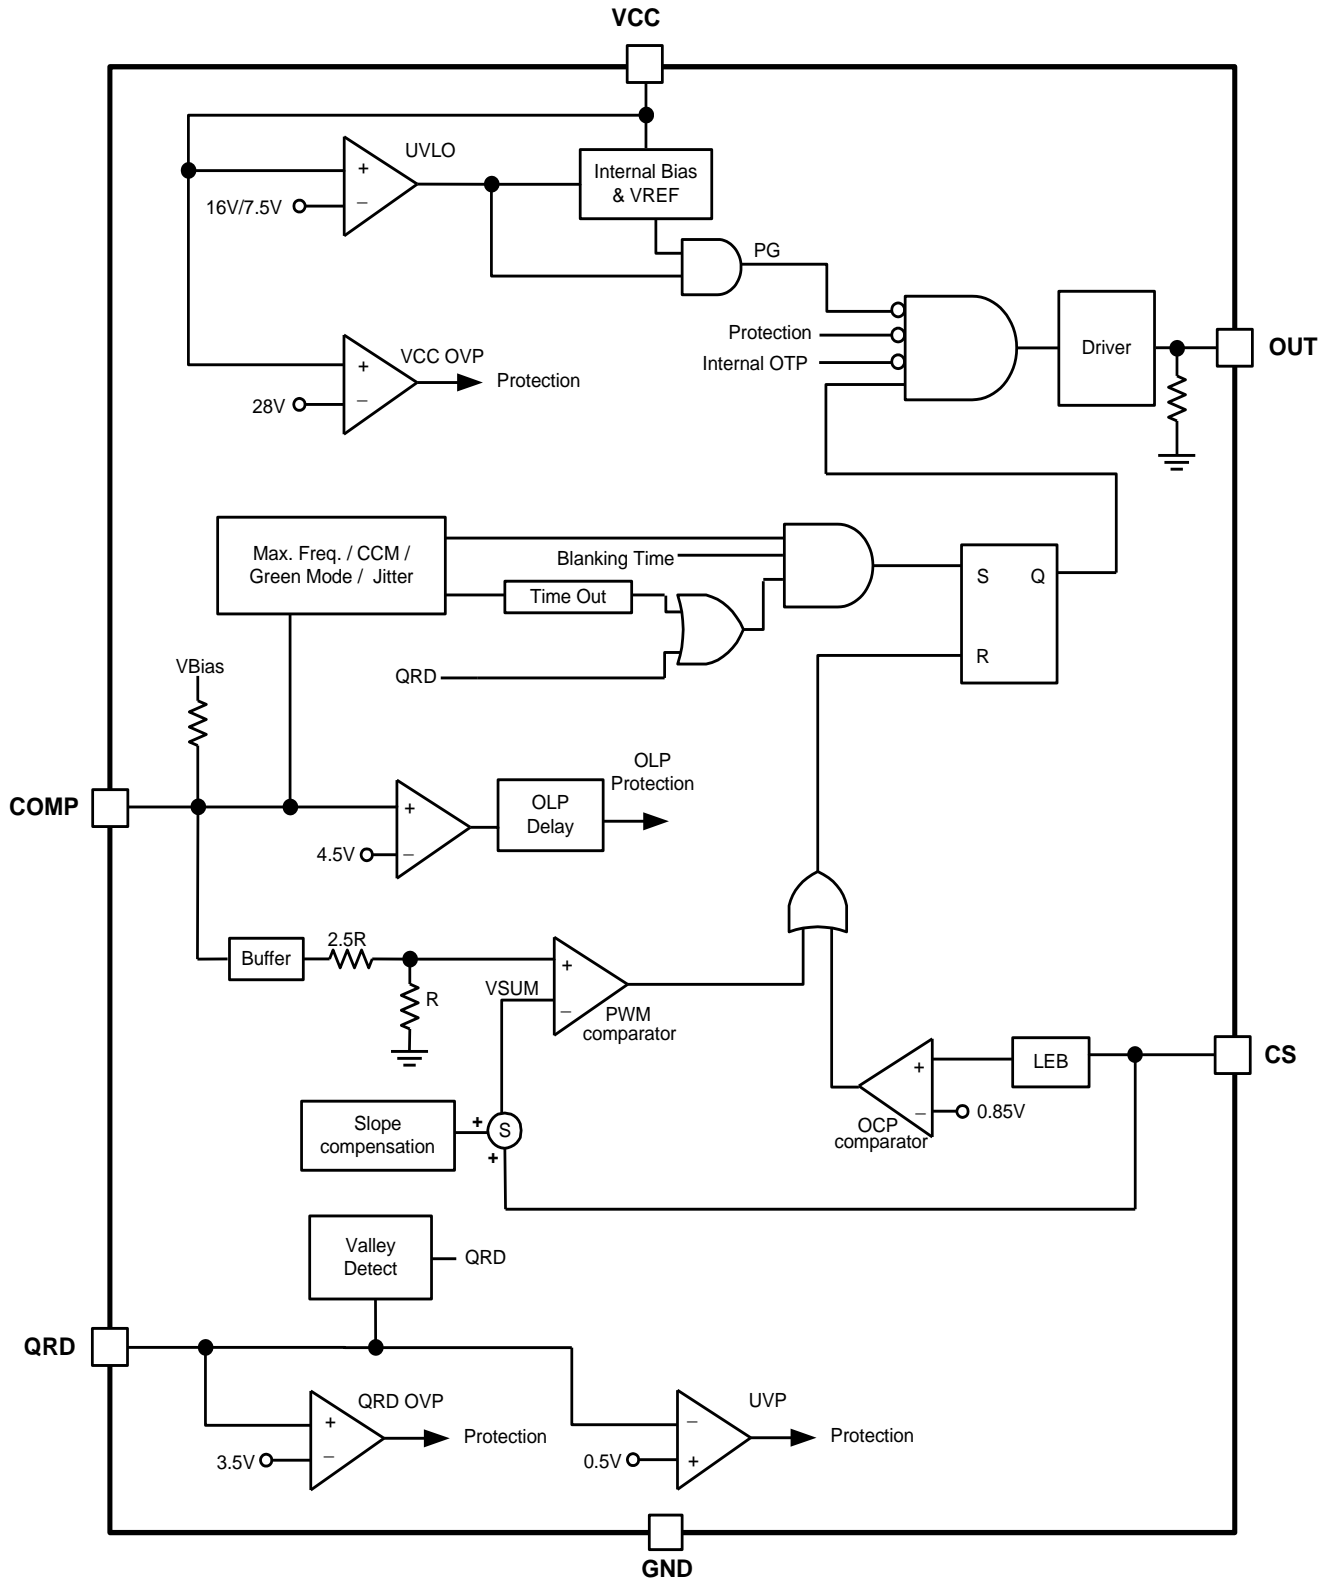 VCC
UVLO
+
16V/7.5V
−
Internal Bias
& VREF
PG
Protection
Internal OTP
Driver
OUT
VCC OVP
+
Protection
28V
−
Max. Freq. / CCM /
Green Mode / Jitter
Blanking Time
Time Out
QRD
S
Q
R
VBias
COMP
+
4.5V
−
OLP
Delay
OLP
Protection
Buffer
2.5R
R
VSUM
+
−
PWM
comparator
Slope
compensation
+
S
+
+
−
0.85V
OCP
comparator
LEB
CS
Valley
Detect
QRD
QRD
QRD OVP
+
3.5V
−
Protection
UVP
−
0.5V
+
Protection
GND